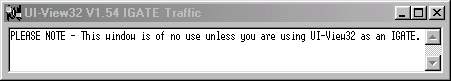 UI-View32 V1.54 IGATE Traffic
PLEASE NOTE - This window is of no use unless you are using UI-View32 as an IGATE.